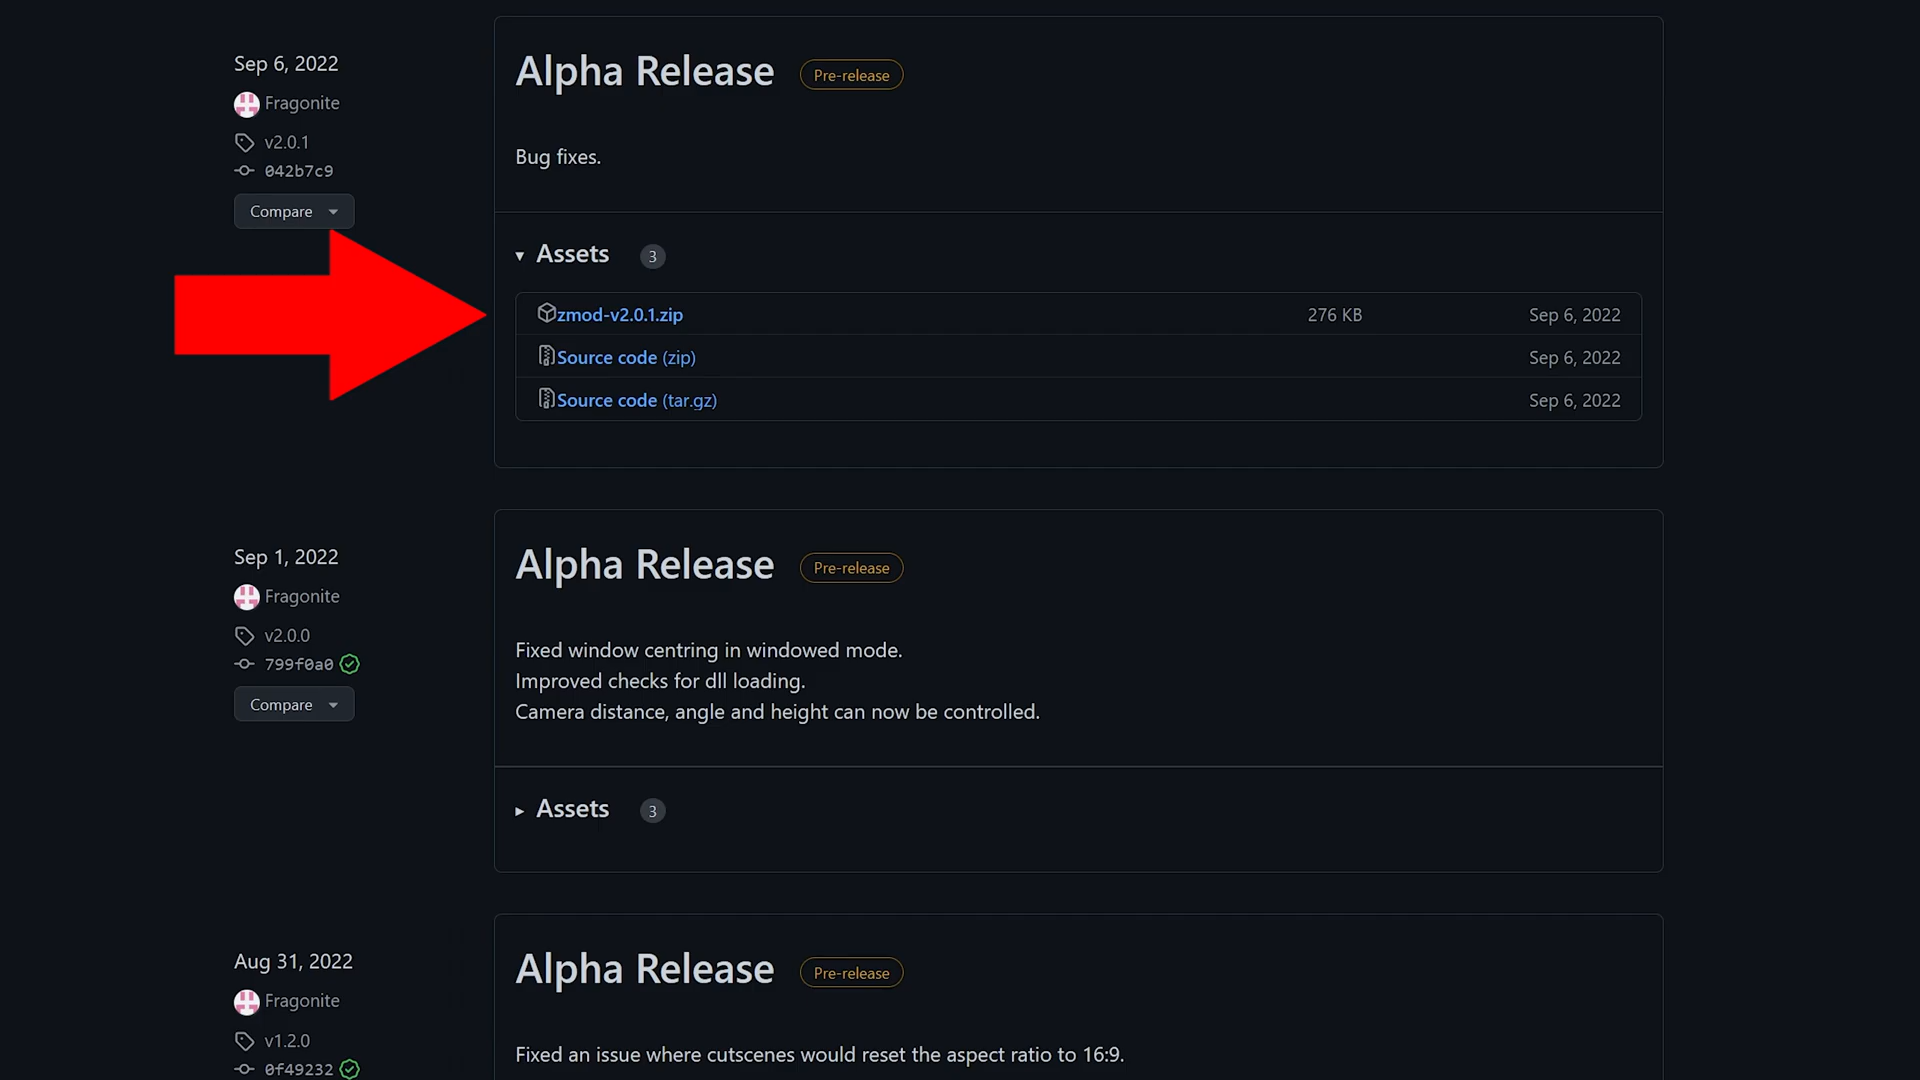 Sep 6, 2022
Fragonite
v2.0.1
042b7c9
Compare
Alpha Release
Pre-release
Bug fixes.
Assets 3
zmod-v2.0.1.zip 276 KB Sep 6, 2022
Source code (zip) Sep 6, 2022
Source code (tar.gz) Sep 6, 2022
Sep 1, 2022
Fragonite
v2.0.0
799f0a0
Compare
Alpha Release
Pre-release
Fixed window centring in windowed mode.
Improved checks for dll loading.
Camera distance, angle and height can now be controlled.
Assets 3
Aug 31, 2022
Fragonite
v1.2.0
0f49232
Alpha Release
Pre-release
Fixed an issue where cutscenes would reset the aspect ratio to 16:9.